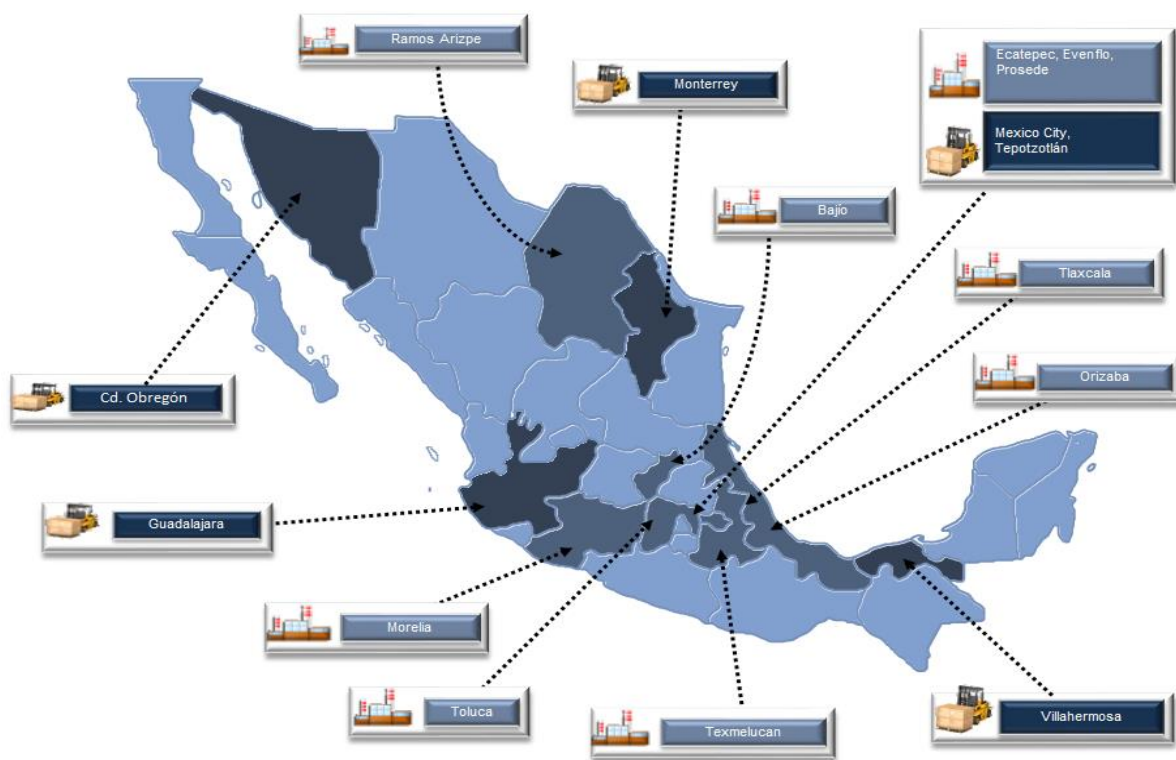 Ramos Arizpe
Monterrey
Ecatepec, Evenflo,
Prosede
Mexico City,
Tepotzotlán
Bajío
Tlaxcala
Orizaba
Cd. Obregón
Guadalajara
Morelia
Toluca
Texmelucan
Villahermosa